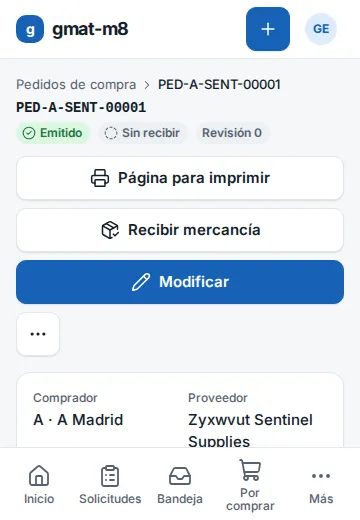 g gmat-m8
+
GE
Pedidos de compra > PED-A-SENT-00001
PED-A-SENT-00001
Emitido Sin recibir Revisión 0
Página para imprimir
Recibir mercancía
Modificar
...
Comprador Proveedor
A · A Madrid Zyxwvut Sentinel
Supplies
Inicio Solicitudes Bandeja Por comprar Más